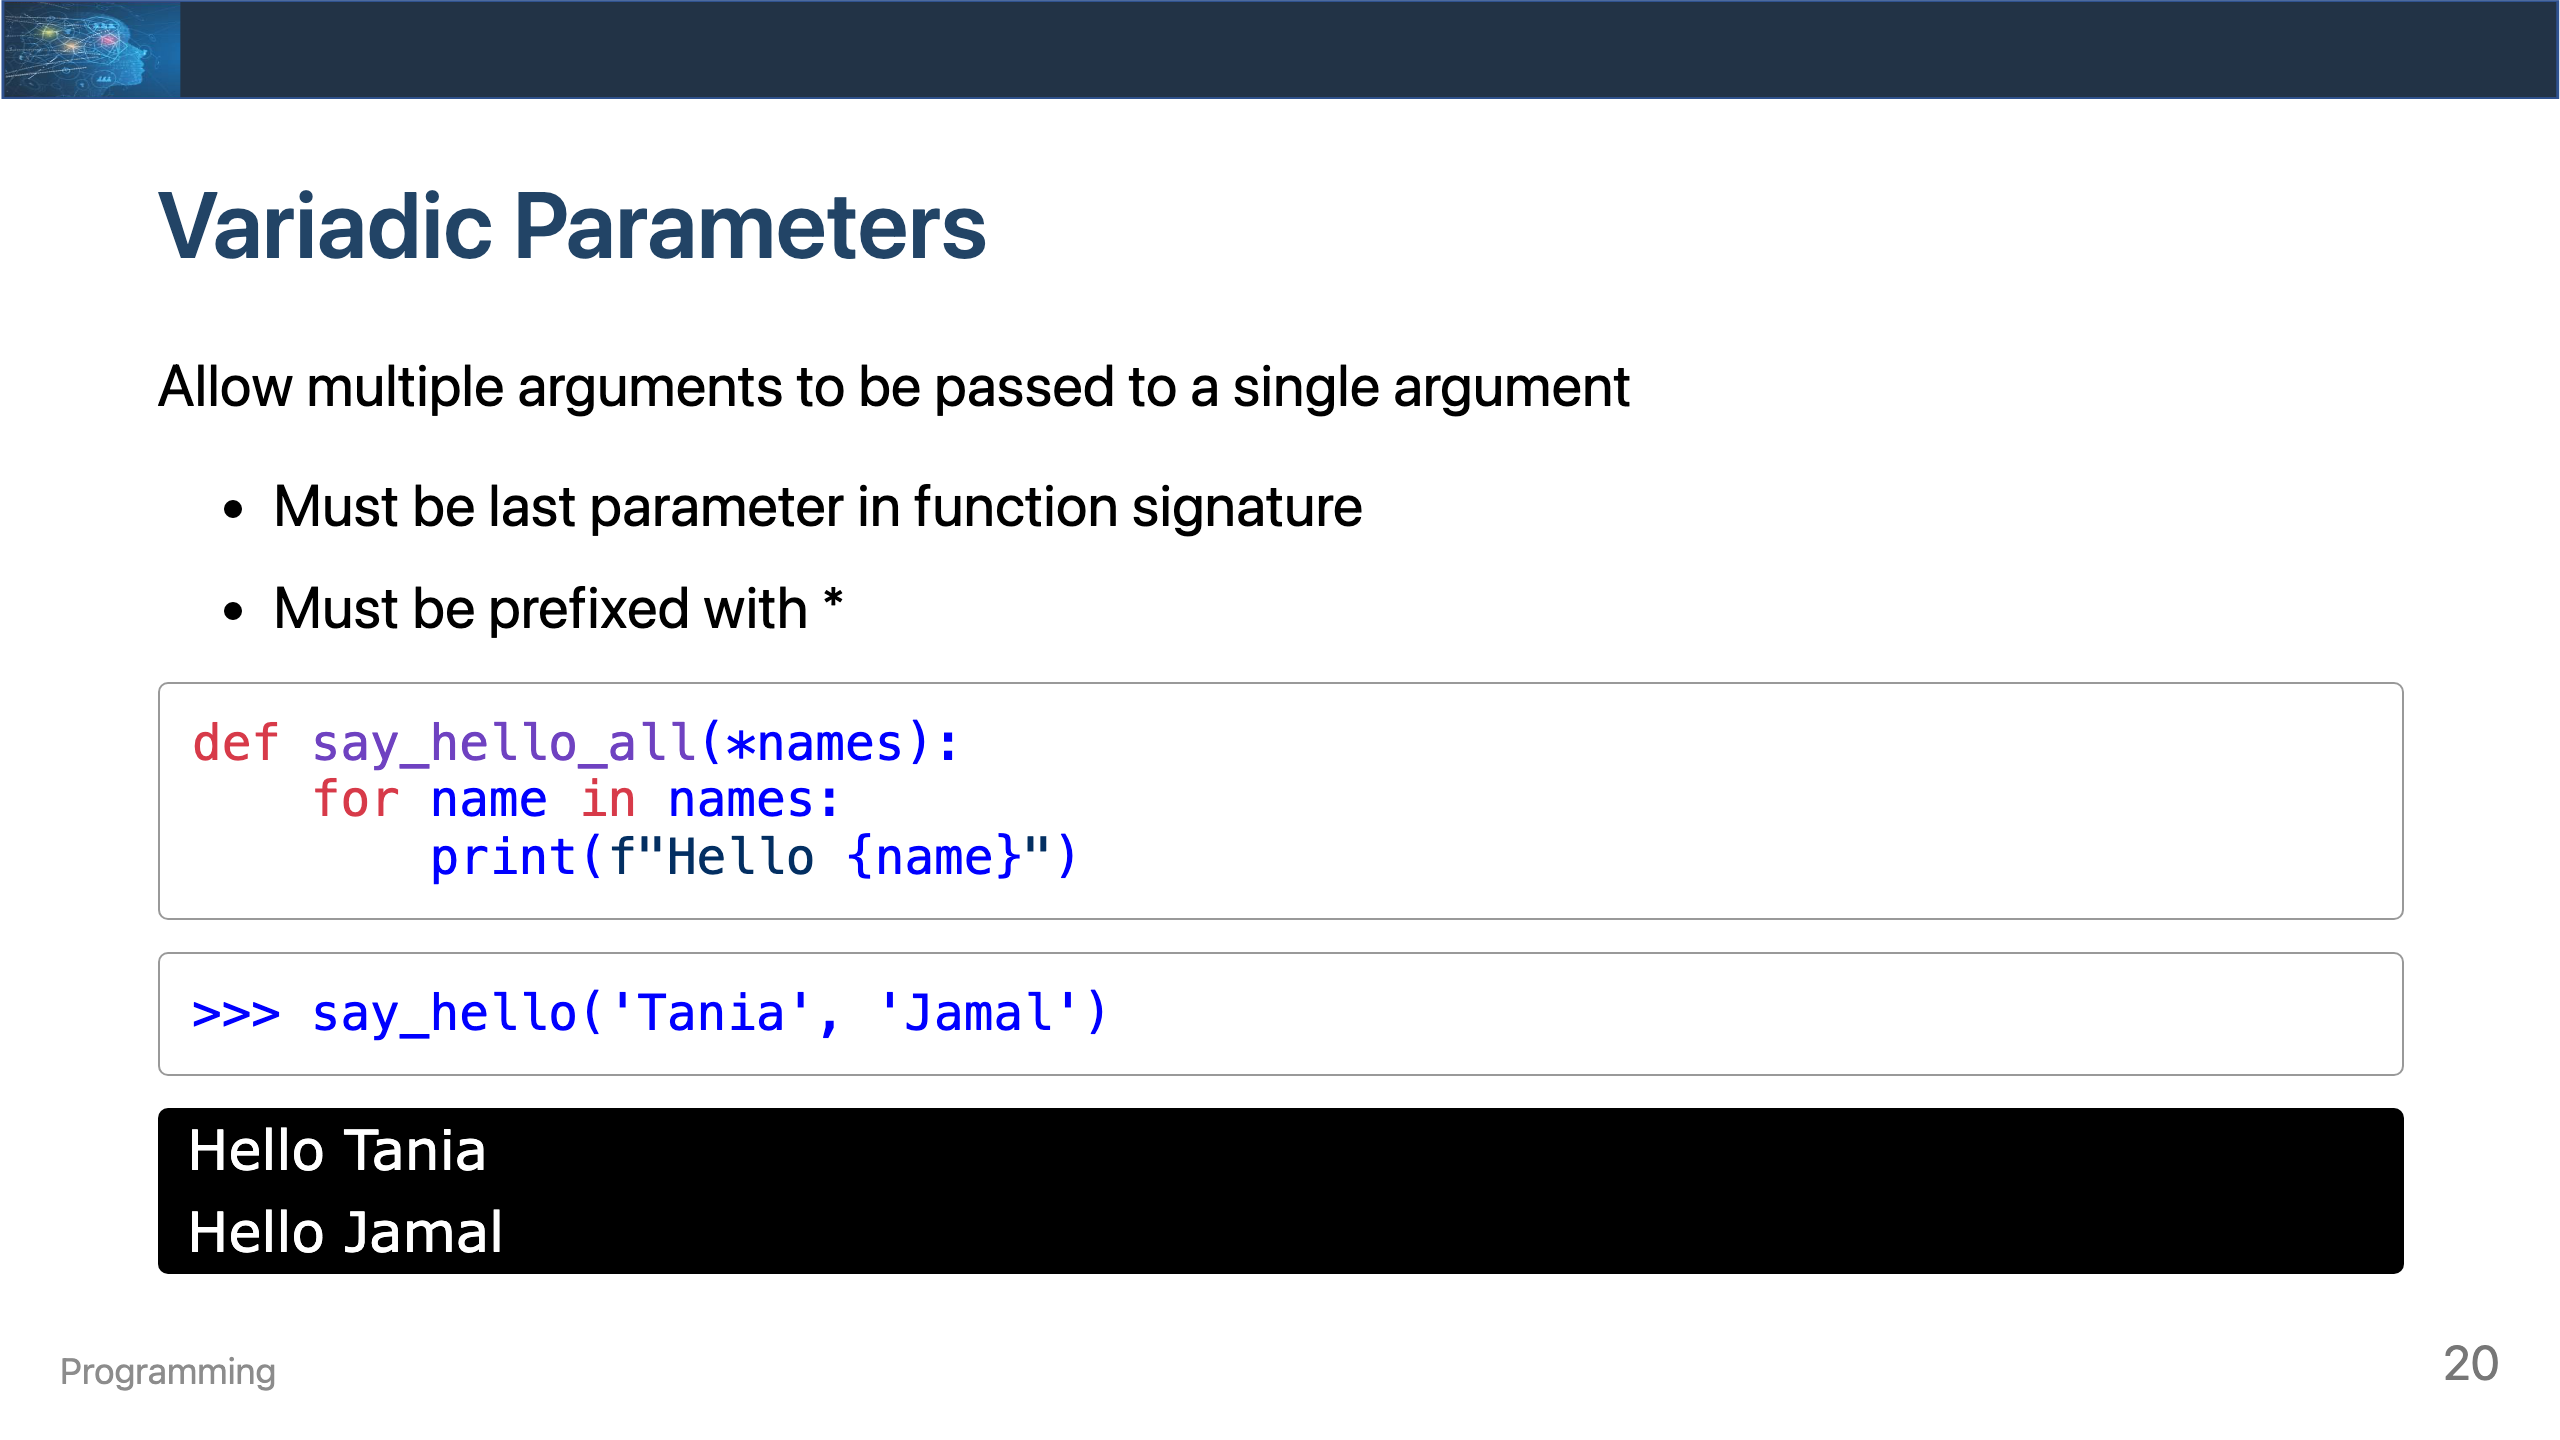 Variadic Parameters
Allow multiple arguments to be passed to a single argument
• Must be last parameter in function signature
• Must be prefixed with *
def say_hello_all(*names):
    for name in names:
        print(f"Hello {name}")
>>> say_hello('Tania', 'Jamal')
Hello Tania
Hello Jamal
Programming
20